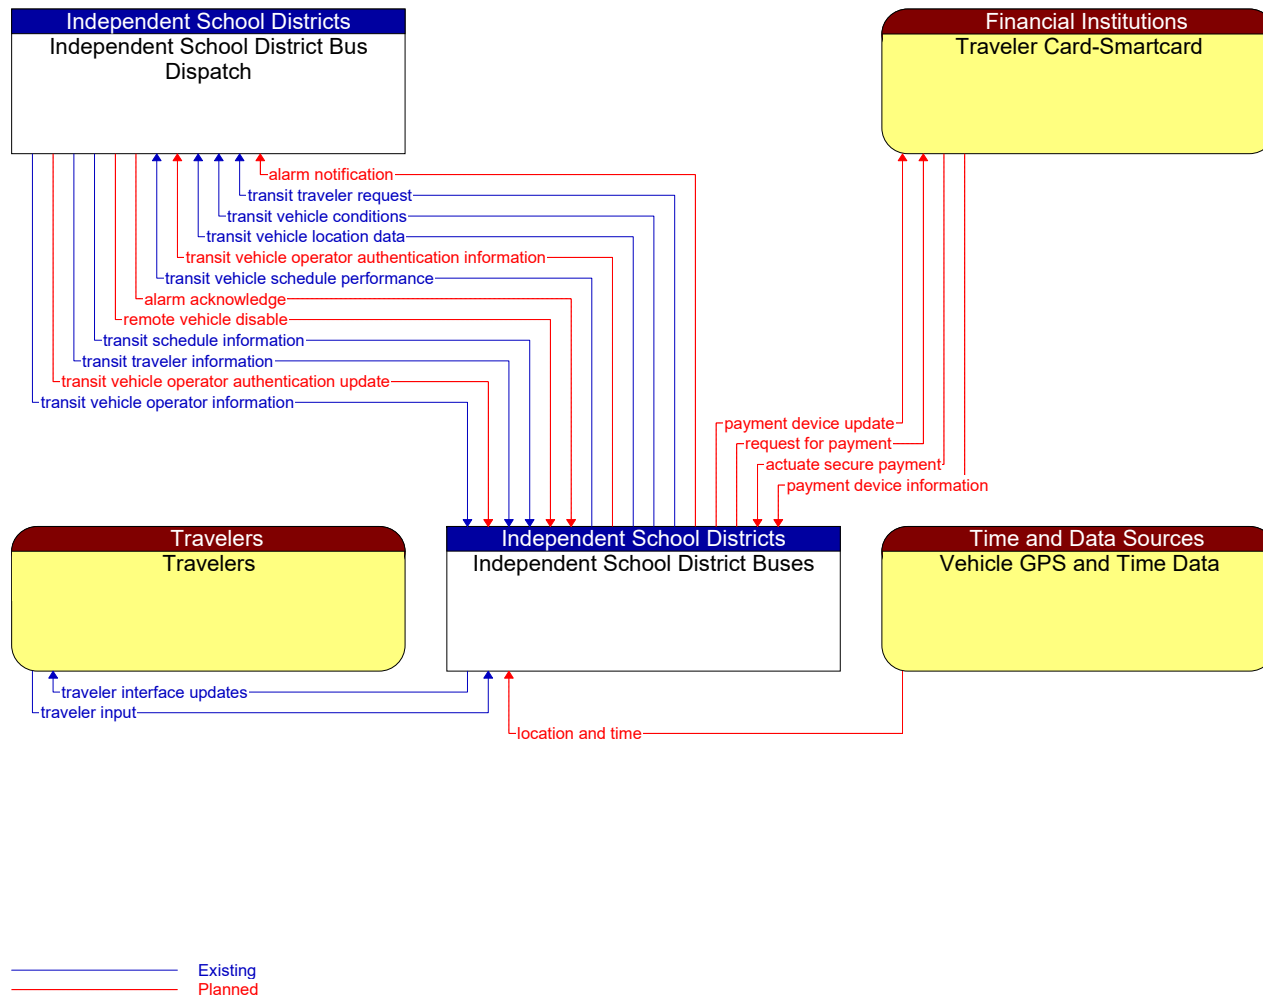 Independent School Districts
Independent School District Bus
Dispatch
Financial Institutions
Traveler Card-Smartcard
alarm notification
transit traveler request
transit vehicle conditions
transit vehicle location data
transit vehicle operator authentication information
transit vehicle schedule performance
alarm acknowledge
remote vehicle disable
transit schedule information
transit traveler information
transit vehicle operator authentication update
transit vehicle operator information
payment device update
request for payment
actuate secure payment
payment device information
Travelers
Travelers
Independent School Districts
Independent School District Buses
Time and Data Sources
Vehicle GPS and Time Data
traveler interface updates
traveler input
location and time
Existing
Planned